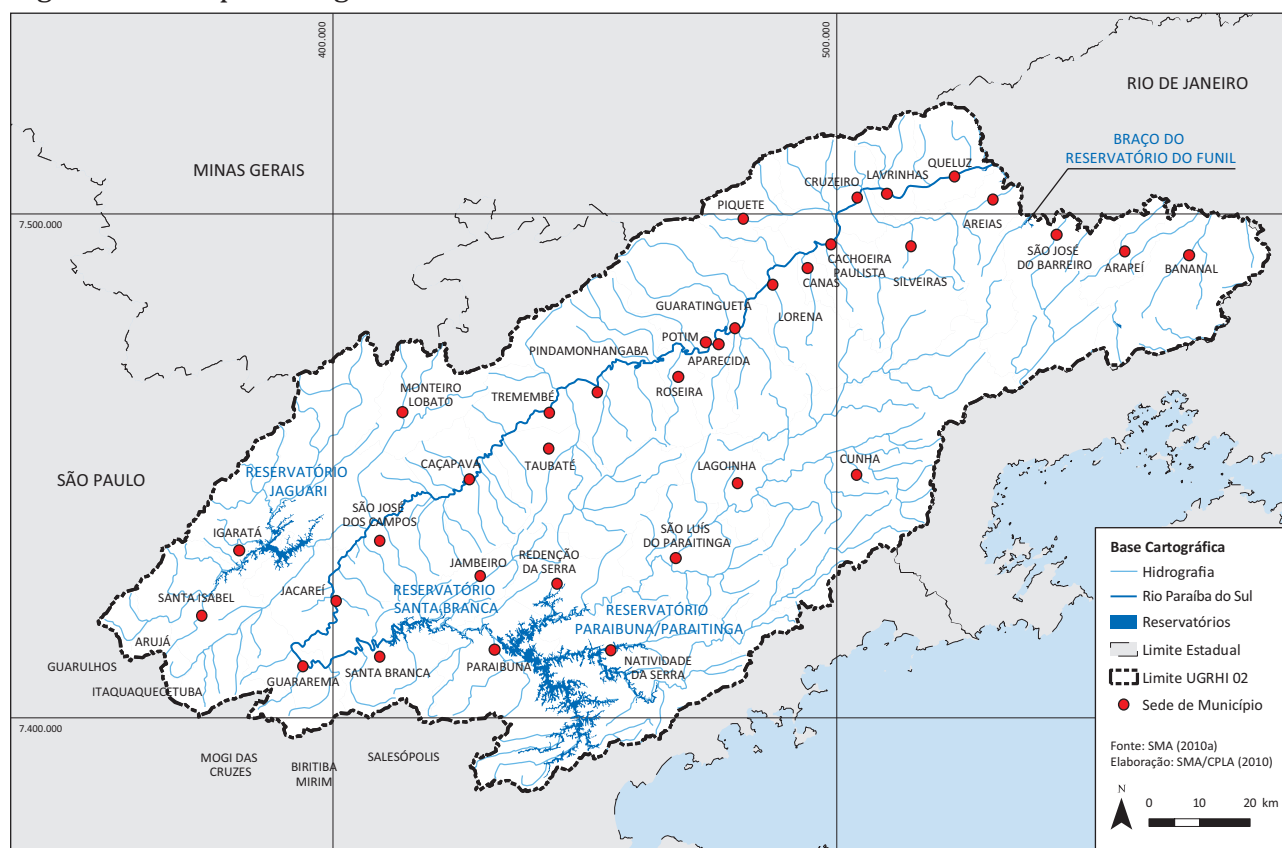 400.000
500.000
RIO DE JANEIRO
MINAS GERAIS
BRAÇO DO
RESERVATÓRIO DO FUNIL
QUELUZ
LAVRINHAS
CRUZEIRO
PIQUETE
7.500.000
AREIAS
SÃO JOSÉ
DO BARREIRO
ARAPEÍ
BANANAL
CACHOEIRA
PAULISTA
SILVEIRAS
CANAS
LORENA
GUARATINGUETÁ
POTIM
APARECIDA
PINDAMONHANGABA
ROSEIRA
MONTEIRO
LOBATO
TREMEMBÉ
TAUBATÉ
CAÇAPAVA
LAGOINHA
CUNHA
SÃO PAULO
RESERVATÓRIO
JAGUARI
SÃO JOSÉ
DOS CAMPOS
IGARATÁ
SÃO LUÍS
DO PARAITINGA
REDENÇÃO
DA SERRA
JAMBEIRO
RESERVATÓRIO
SANTA BRANCA
RESERVATÓRIO
PARAIBUNA/PARAITINGA
JACAREÍ
SANTA ISABEL
ARUJÁ
GUARULHOS
ITAQUAQUECETUBA
GUARAREMA
SANTA BRANCA
PARAIBUNA
NATIVIDADE
DA SERRA
7.400.000
MOGI DAS
CRUZES
BIRITIBA
MIRIM
SALESÓPOLIS
Base Cartográfica
Hidrografia
Rio Paraíba do Sul
Reservatórios
Limite Estadual
Limite UGRHI 02
Sede de Município
Fonte: SMA (2010a)
Elaboração: SMA/CPLA (2010)
N
0 10 20 km